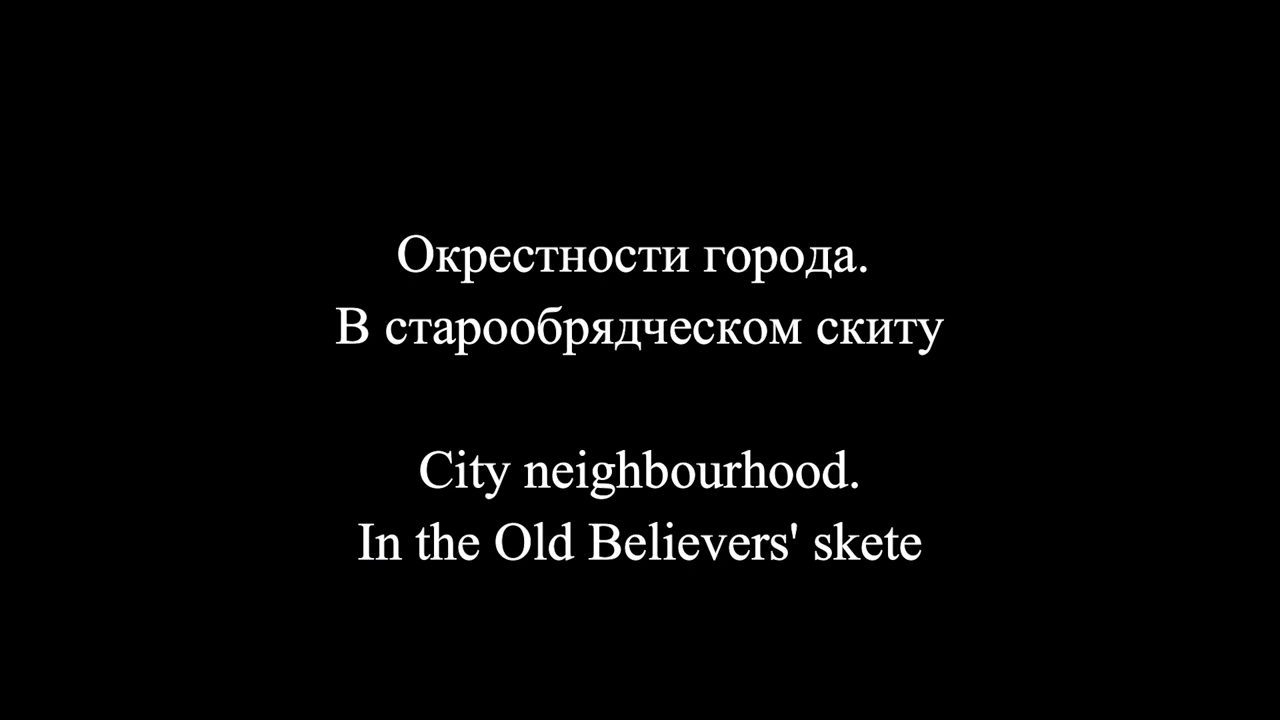 Окрестности города.
В старообрядческом скиту
City neighbourhood.
In the Old Believers' skete